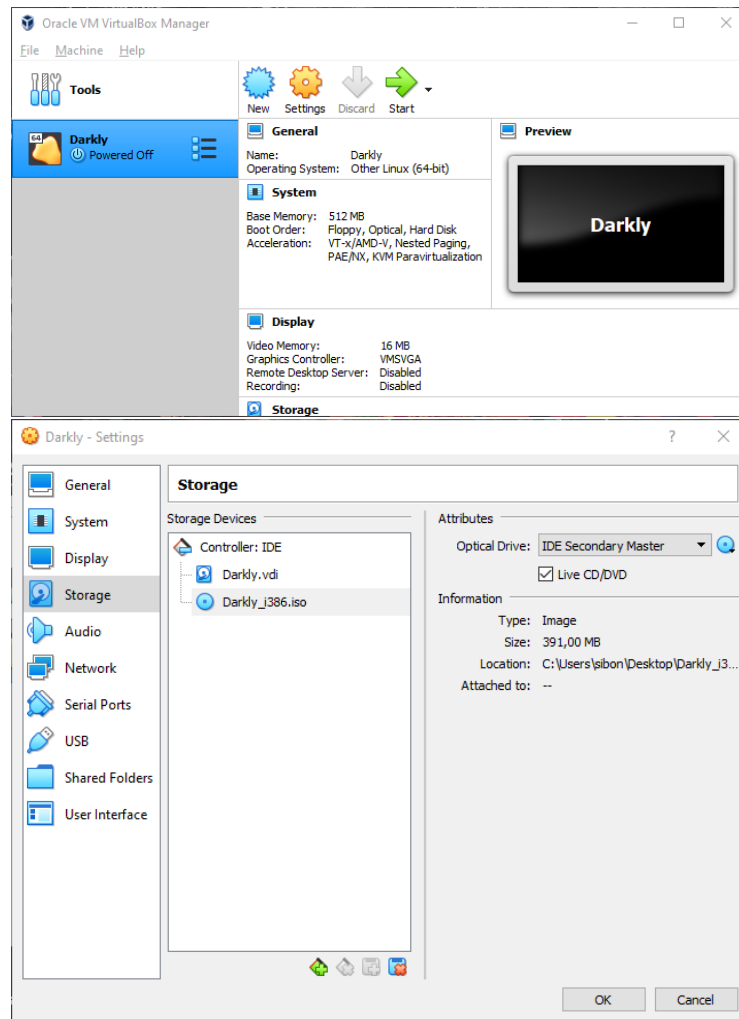 Oracle VM VirtualBox Manager
File Machine Help
Tools
New Settings Discard Start
64
Darkly
Powered Off
General
Name: Darkly
Operating System: Other Linux (64-bit)
System
Base Memory: 512 MB
Boot Order: Floppy, Optical, Hard Disk
Acceleration: VT-x/AMD-V, Nested Paging,
PAE/NX, KVM Paravirtualization
Preview
Darkly
Display
Video Memory: 16 MB
Graphics Controller: VMSVGA
Remote Desktop Server: Disabled
Recording: Disabled
Storage
Darkly - Settings
?
General
System
Display
Storage
Audio
Network
Serial Ports
USB
Shared Folders
User Interface
Storage
Storage Devices
Controller: IDE
Darkly.vdi
Darkly_i386.iso
Attributes
Optical Drive: IDE Secondary Master
Live CD/DVD
Information
Type: Image
Size: 391,00 MB
Location: C:\Users\sibon\Desktop\Darkly_i3...
Attached to: --
OK Cancel